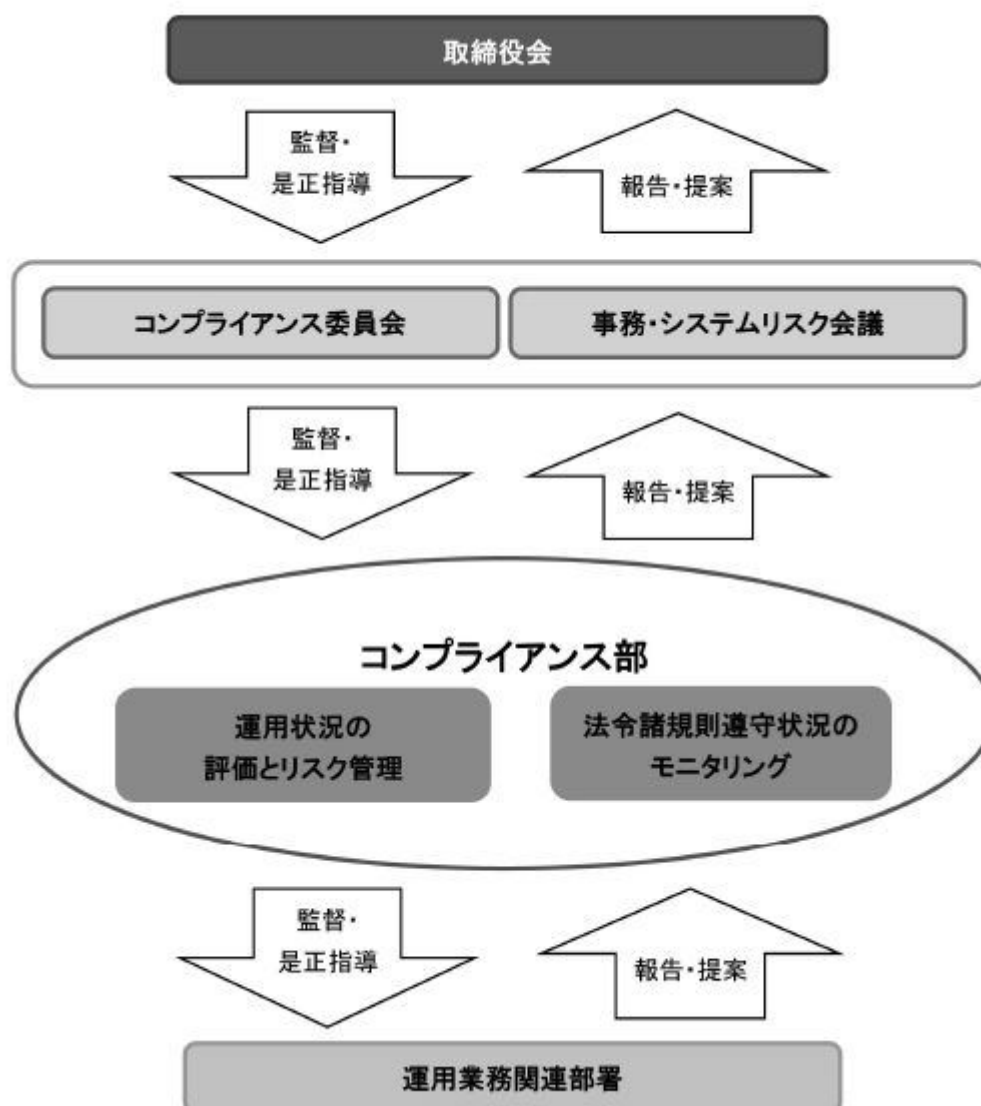 取締役会
監督・
是正指導
報告・提案
コンプライアンス委員会
事務・システムリスク会議
監督・
是正指導
報告・提案
コンプライアンス部
運用状況の
評価とリスク管理
法令諸規則遵守状況の
モニタリング
監督・
是正指導
報告・提案
運用業務関連部署